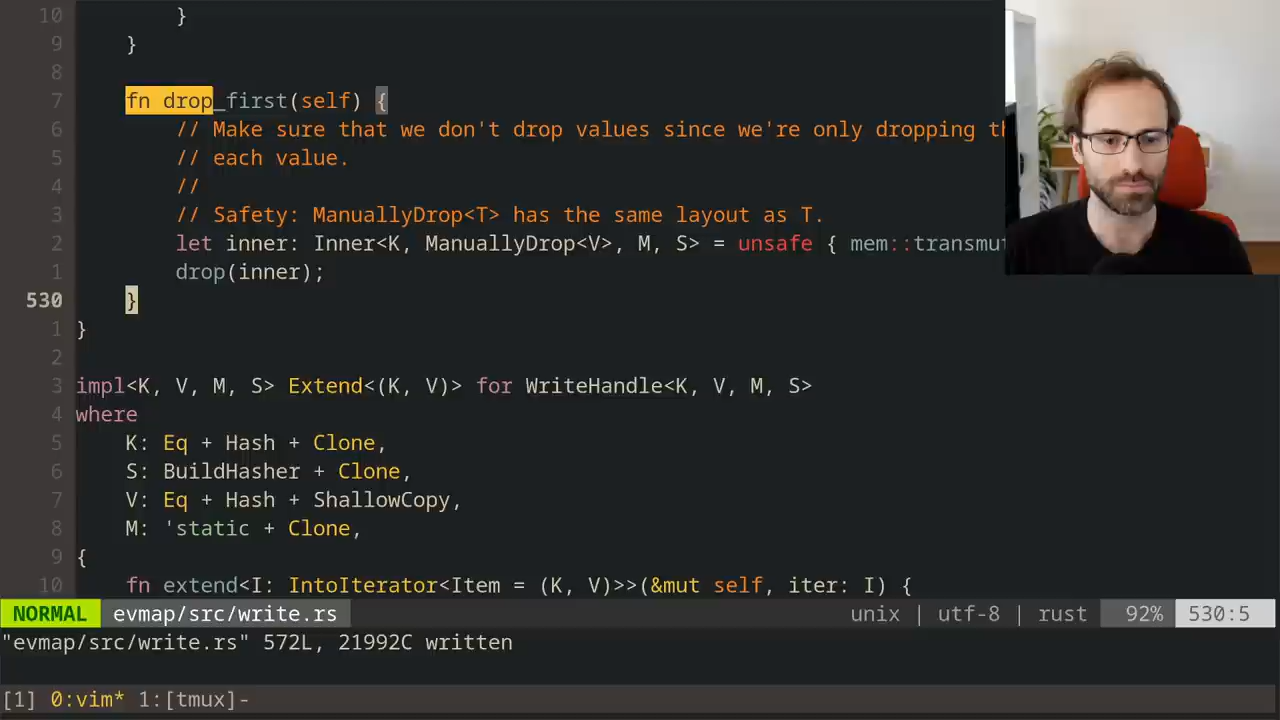 10 }
9 }
8
7 fn drop_first(self) {
6 // Make sure that we don't drop values since we're only dropping
5 // each value.
4 //
3 // Safety: ManuallyDrop<T> has the same layout as T.
2 let inner: Inner<K, ManuallyDrop<V>, M, S> = unsafe { mem::transmu
1 drop(inner);
530 }
1 }
2
3 impl<K, V, M, S> Extend<(K, V)> for WriteHandle<K, V, M, S>
4 where
5 K: Eq + Hash + Clone,
6 S: BuildHasher + Clone,
7 V: Eq + Hash + ShallowCopy,
8 M: 'static + Clone,
9 {
10 fn extend<I: IntoIterator<Item = (K, V)>>(&mut self, iter: I) {
NORMAL evmap/src/write.rs unix | utf-8 | rust 92% 530:5
"evmap/src/write.rs" 572L, 21992C written
[1] 0:vim* 1:[tmux]-